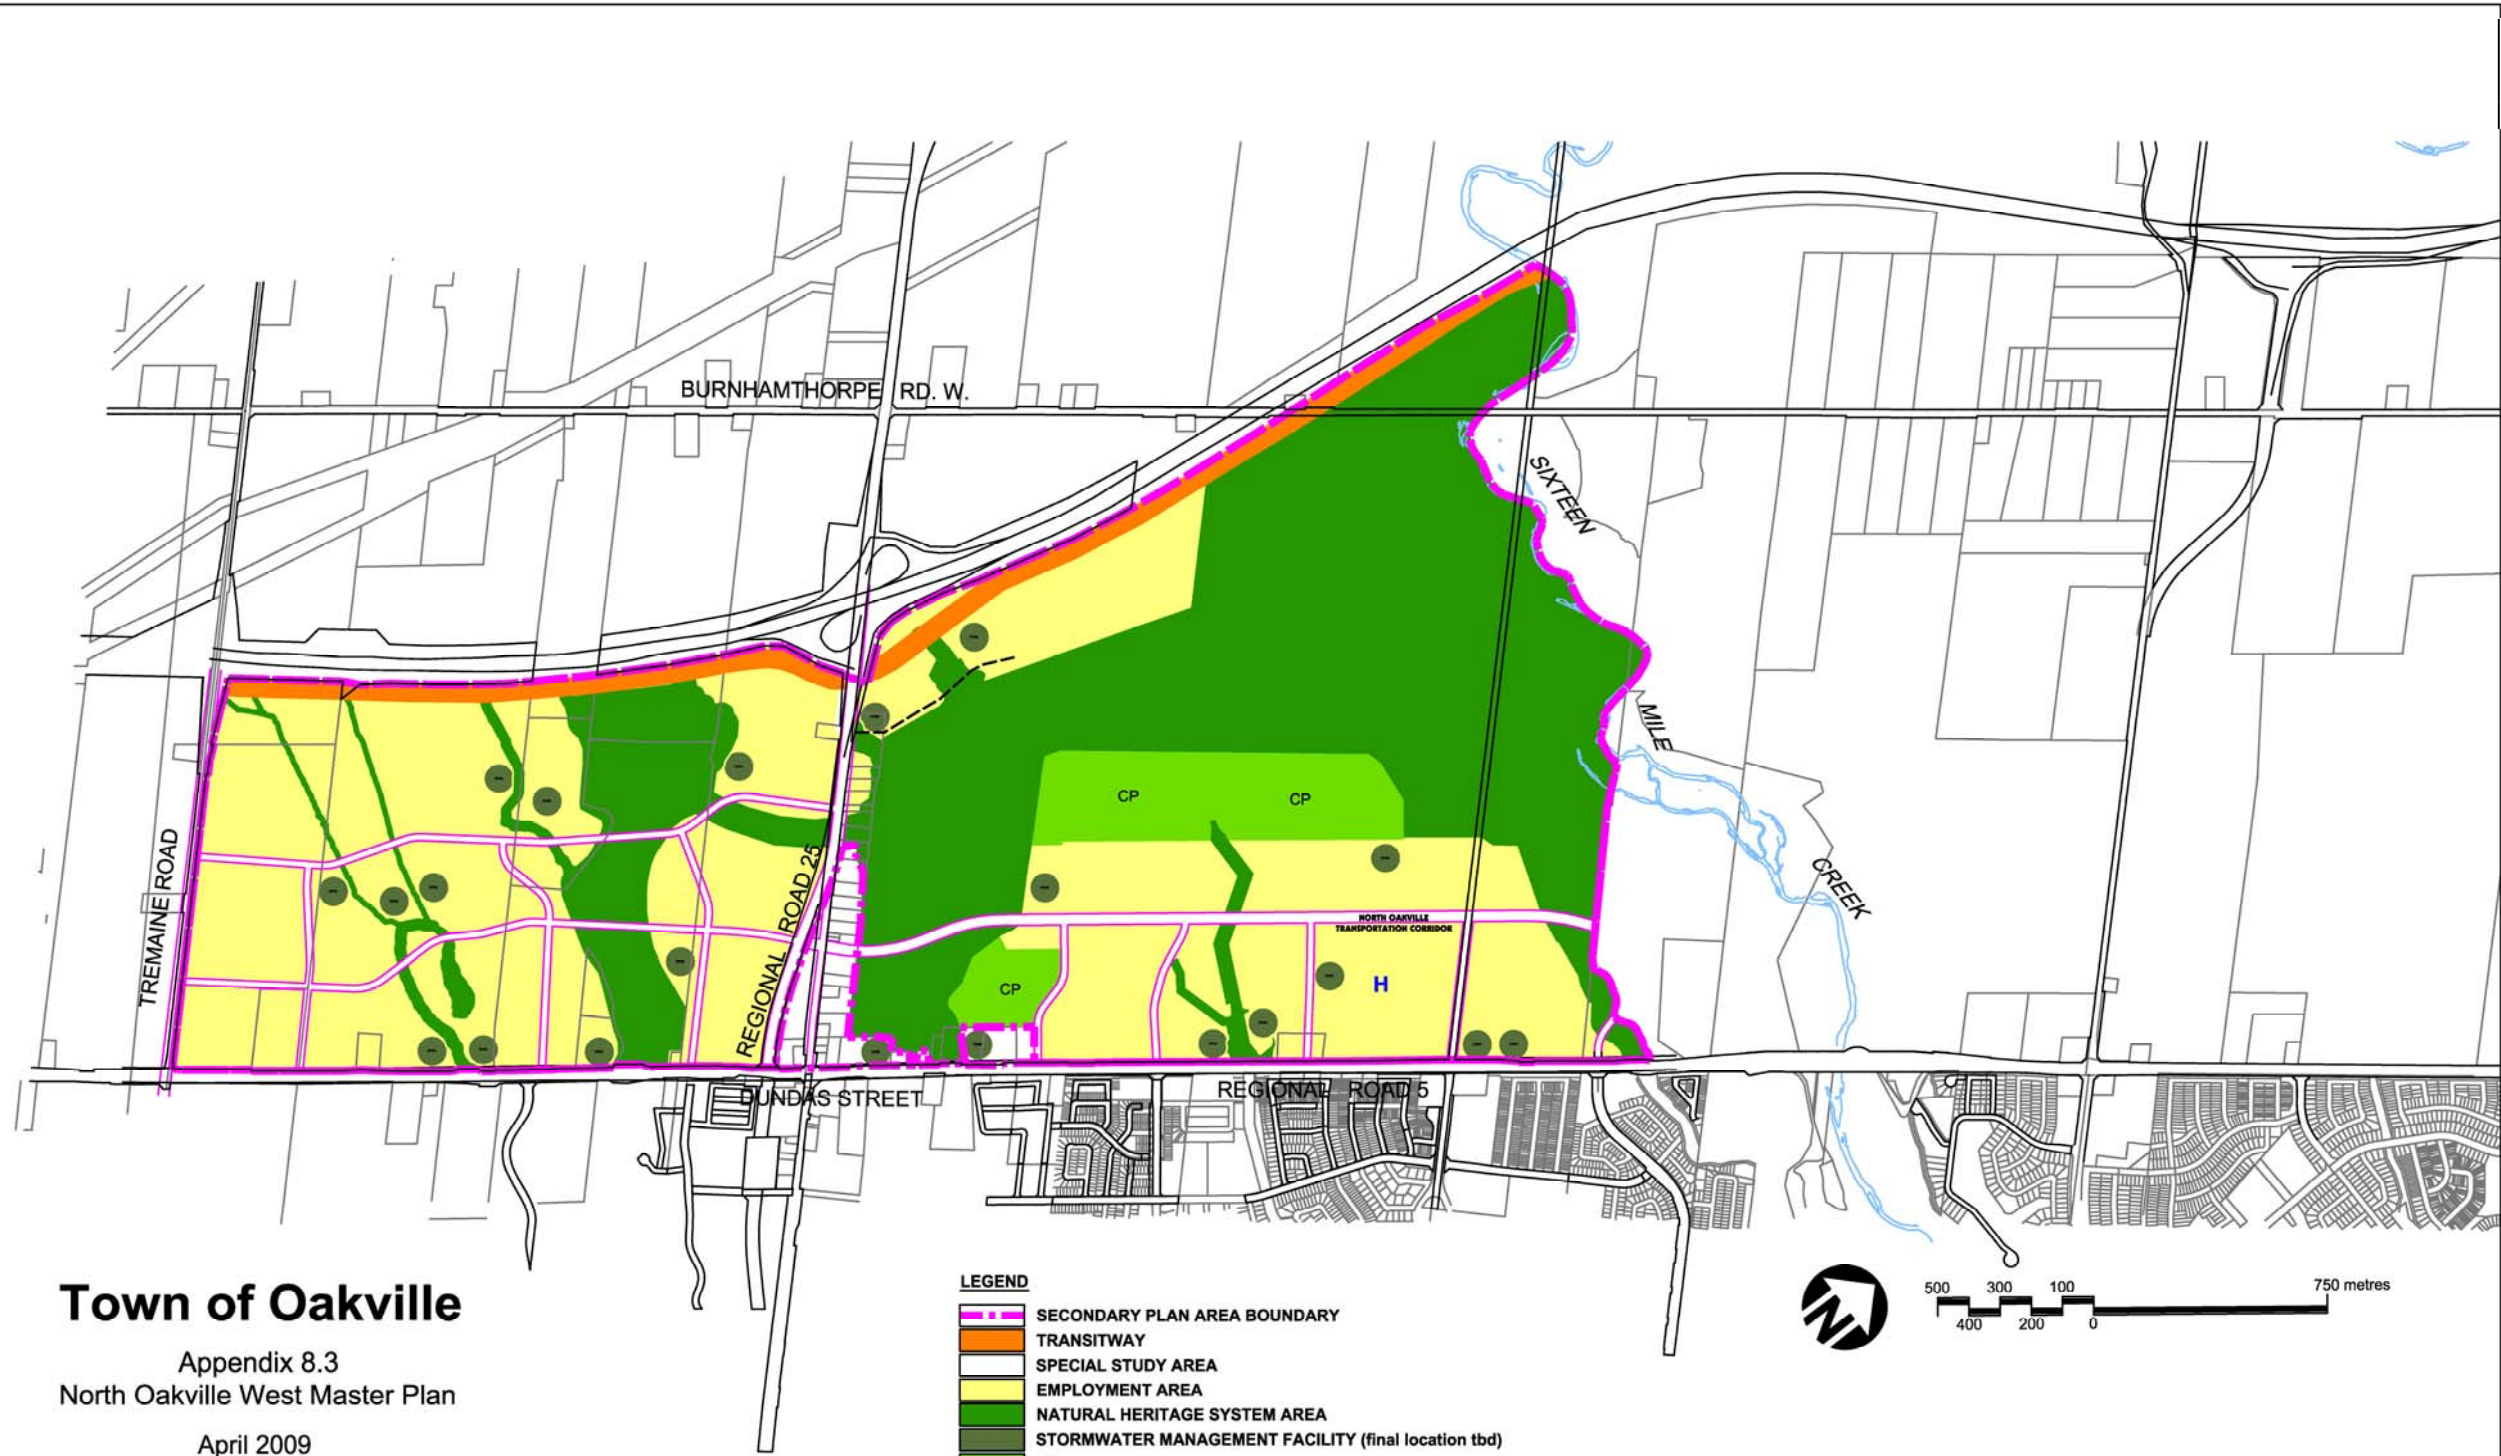 BURNHAMTHORPE RD. W.
SIXTEEN
MILE
CREEK
TREMAINE ROAD
REGIONAL ROAD 25
CP
CP
NORTH OAKVILLE
TRANSPORTATION CORRIDOR
CP
H
DUNDAS STREET
REGIONAL ROAD 5
Town of Oakville
Appendix 8.3
North Oakville West Master Plan
April 2009
LEGEND
SECONDARY PLAN AREA BOUNDARY
TRANSITWAY
SPECIAL STUDY AREA
EMPLOYMENT AREA
NATURAL HERITAGE SYSTEM AREA
STORMWATER MANAGEMENT FACILITY (final location tbd)
N
500 300 100 750 metres
400 200 0